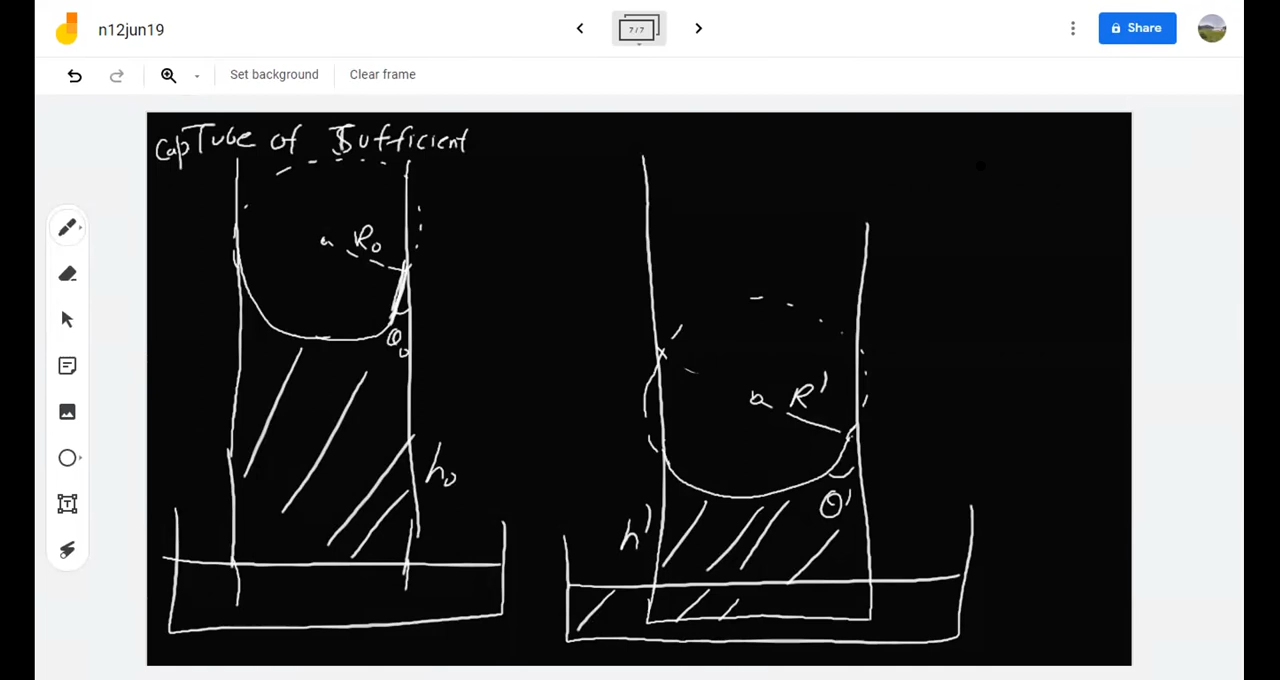 n12jun19
7/7
Share
Set background
Clear frame
CapTube of Sufficient
R₀
θ₀
h₀
R'
θ'
h'